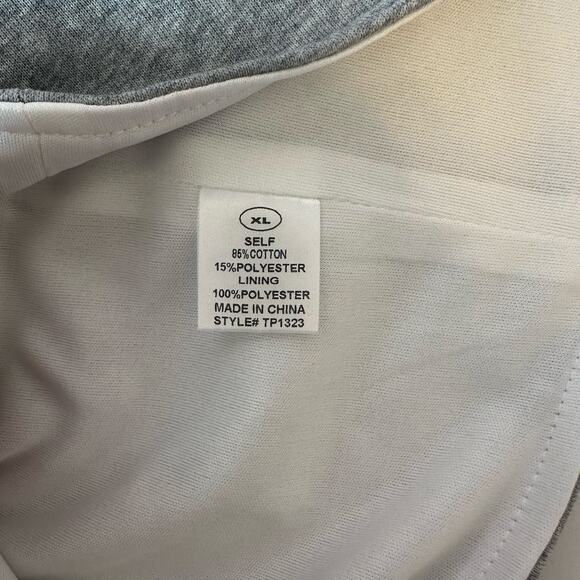 XL
SELF
85%COTTON
15%POLYESTER
LINING
100%POLYESTER
MADE IN CHINA
STYLE# TP1323